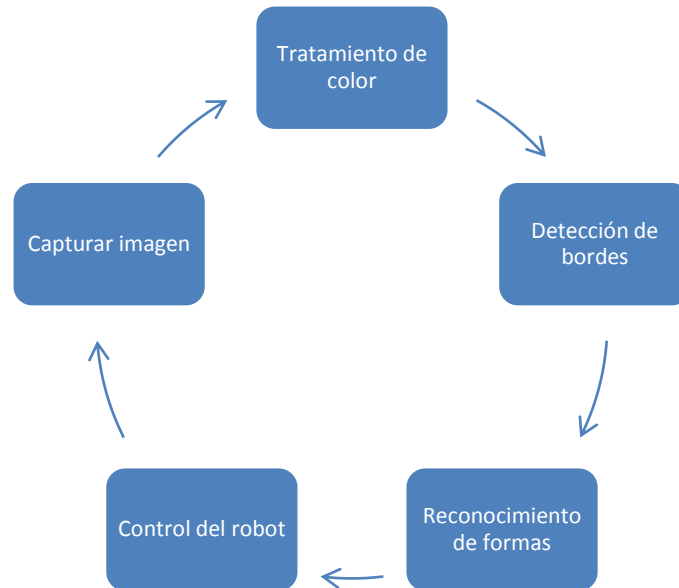 Tratamiento de
color
Detección de
bordes
Reconocimiento
de formas
Control del robot
Capturar imagen